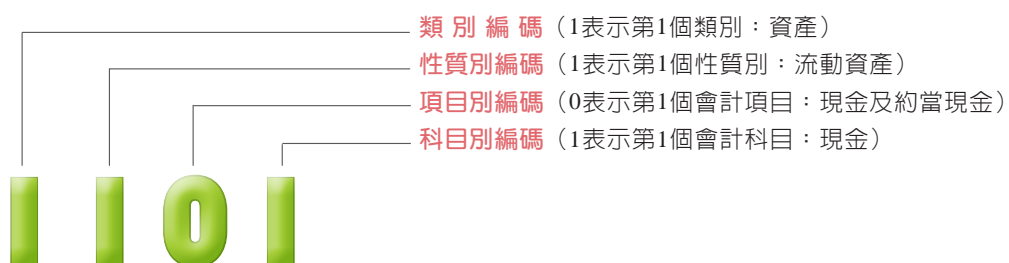 類別編碼（1表示第1個類別：資產）
性質別編碼（1表示第1個性質別：流動資產）
項目別編碼（0表示第1個會計項目：現金及約當現金）
科目別編碼（1表示第1個會計科目：現金）
1101